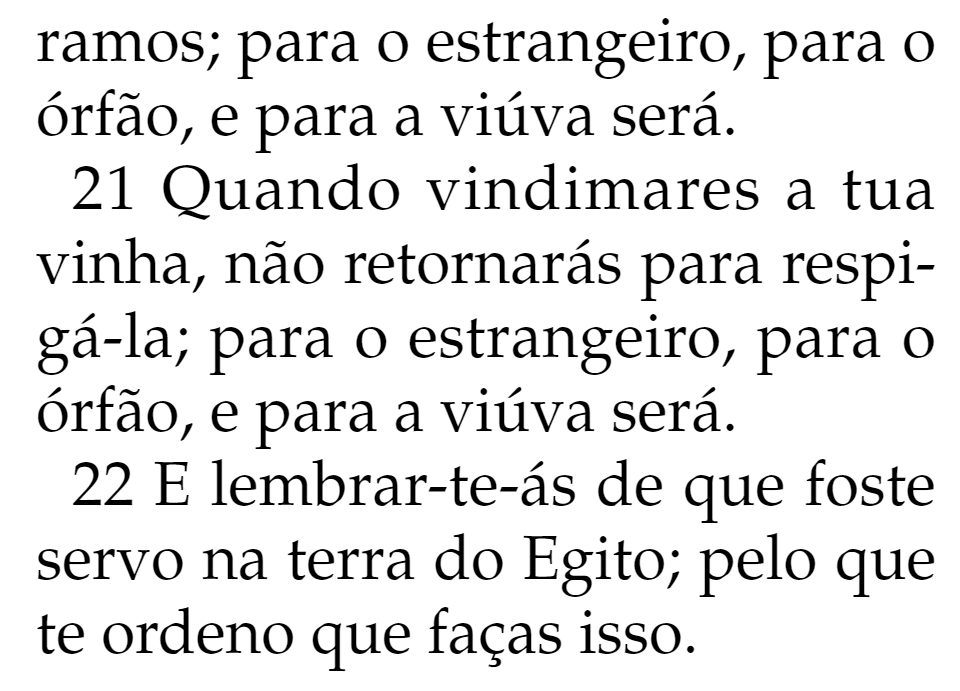 ramos; para o estrangeiro, para o
órfão, e para a viúva será.
21 Quando vindimares a tua
vinha, não retornarás para respi-
gá-la; para o estrangeiro, para o
órfão, e para a viúva será.
22 E lembrar-te-ás de que foste
servo na terra do Egito; pelo que
te ordeno que faças isso.